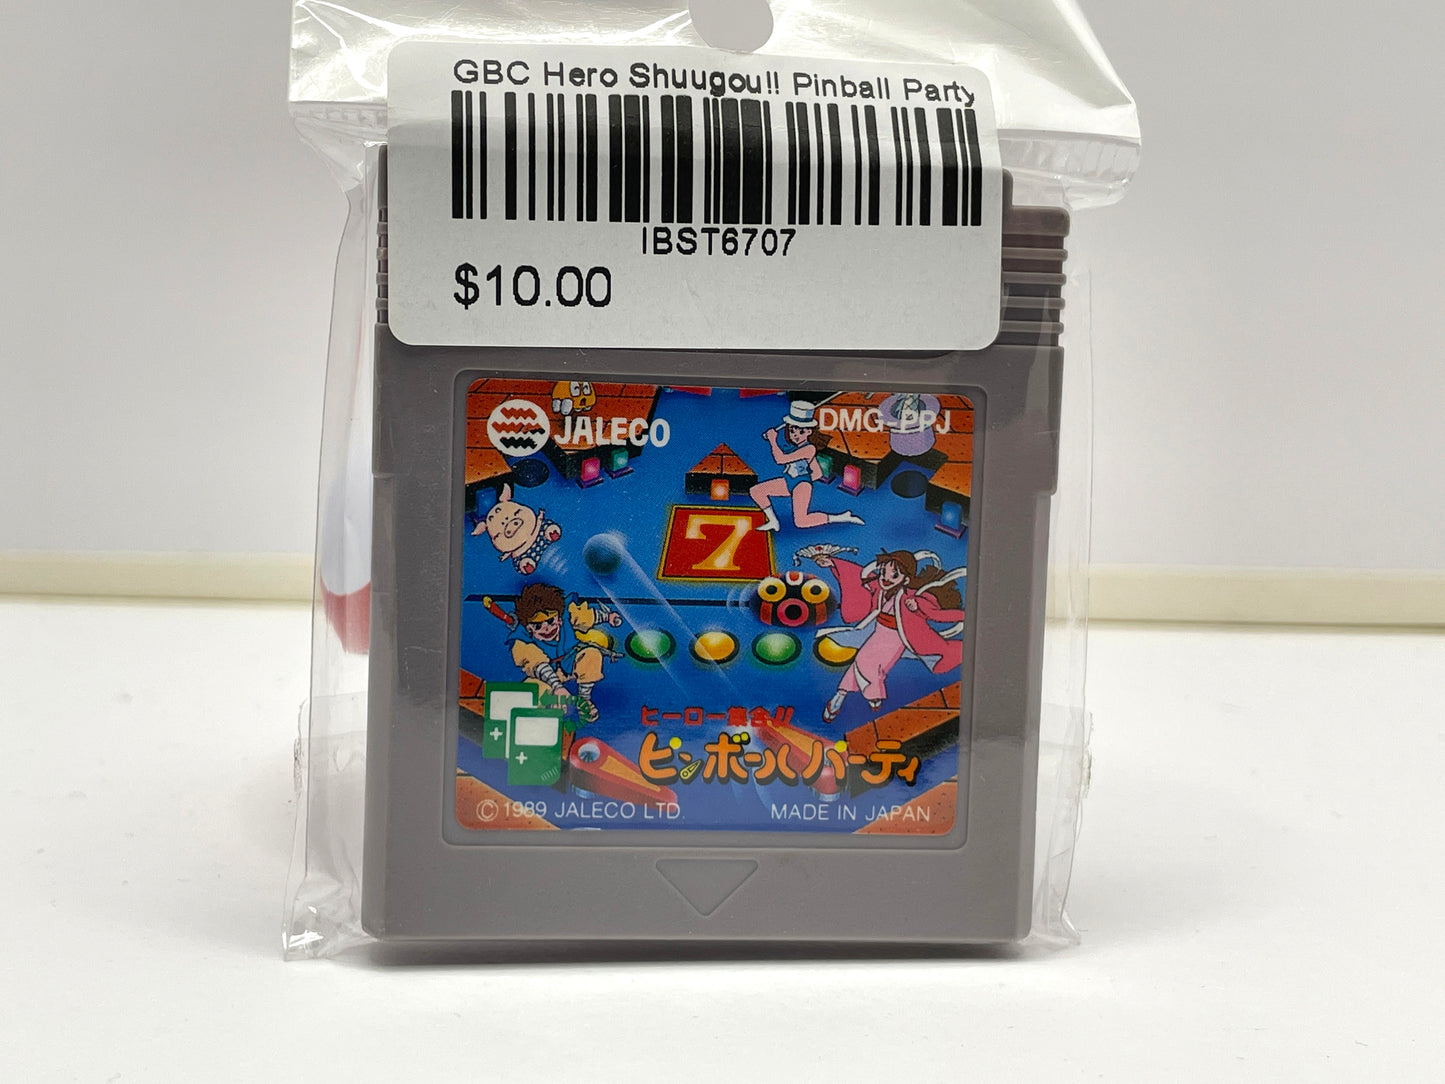 GBC Hero Shuugou!! Pinball Party
IBST6707
$10.00
JALECO
DMG-PPJ
7
ヒーロー集合!!
ピンボールパーティ
© 1989 JALECO LTD.
MADE IN JAPAN